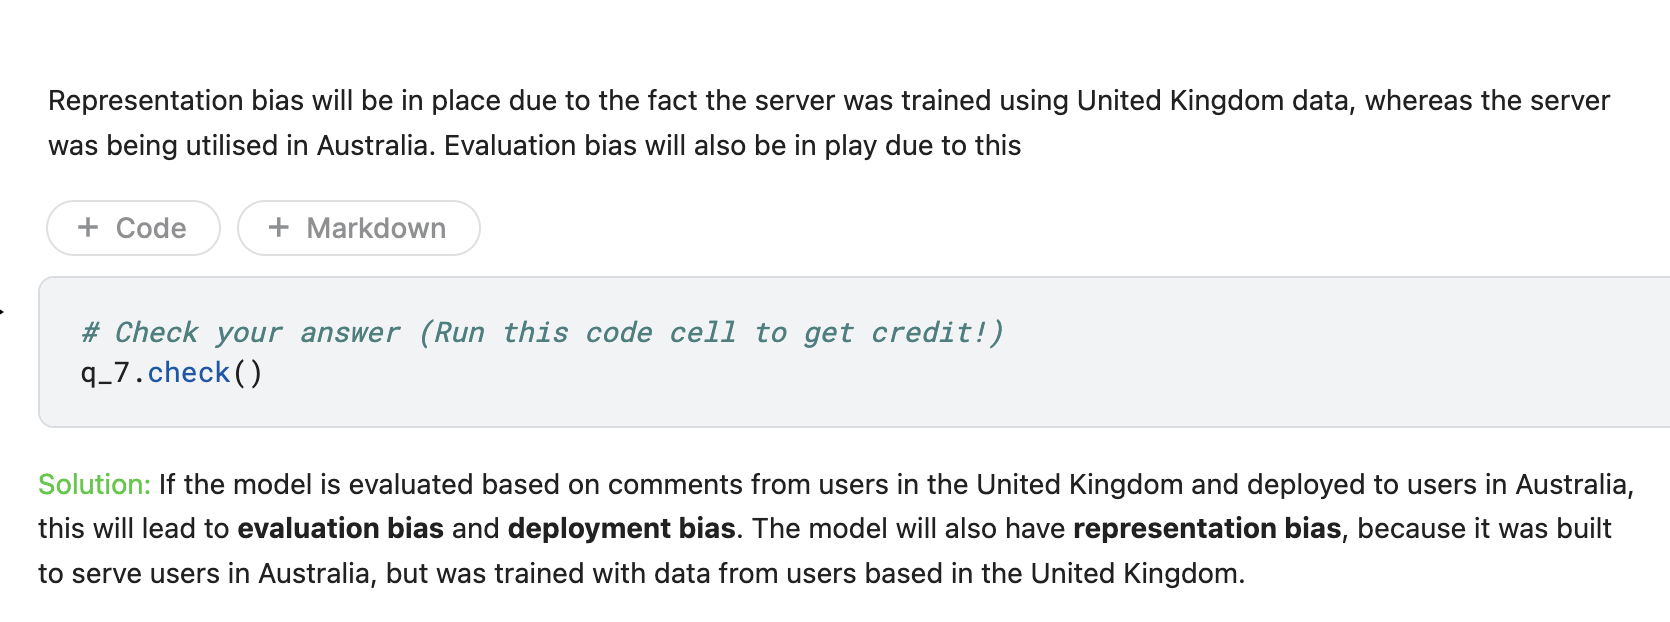 Representation bias will be in place due to the fact the server was trained using United Kingdom data, whereas the server
was being utilised in Australia. Evaluation bias will also be in play due to this
+ Code + Markdown
# Check your answer (Run this code cell to get credit!)
q_7.check()
Solution: If the model is evaluated based on comments from users in the United Kingdom and deployed to users in Australia,
this will lead to evaluation bias and deployment bias. The model will also have representation bias, because it was built
to serve users in Australia, but was trained with data from users based in the United Kingdom.